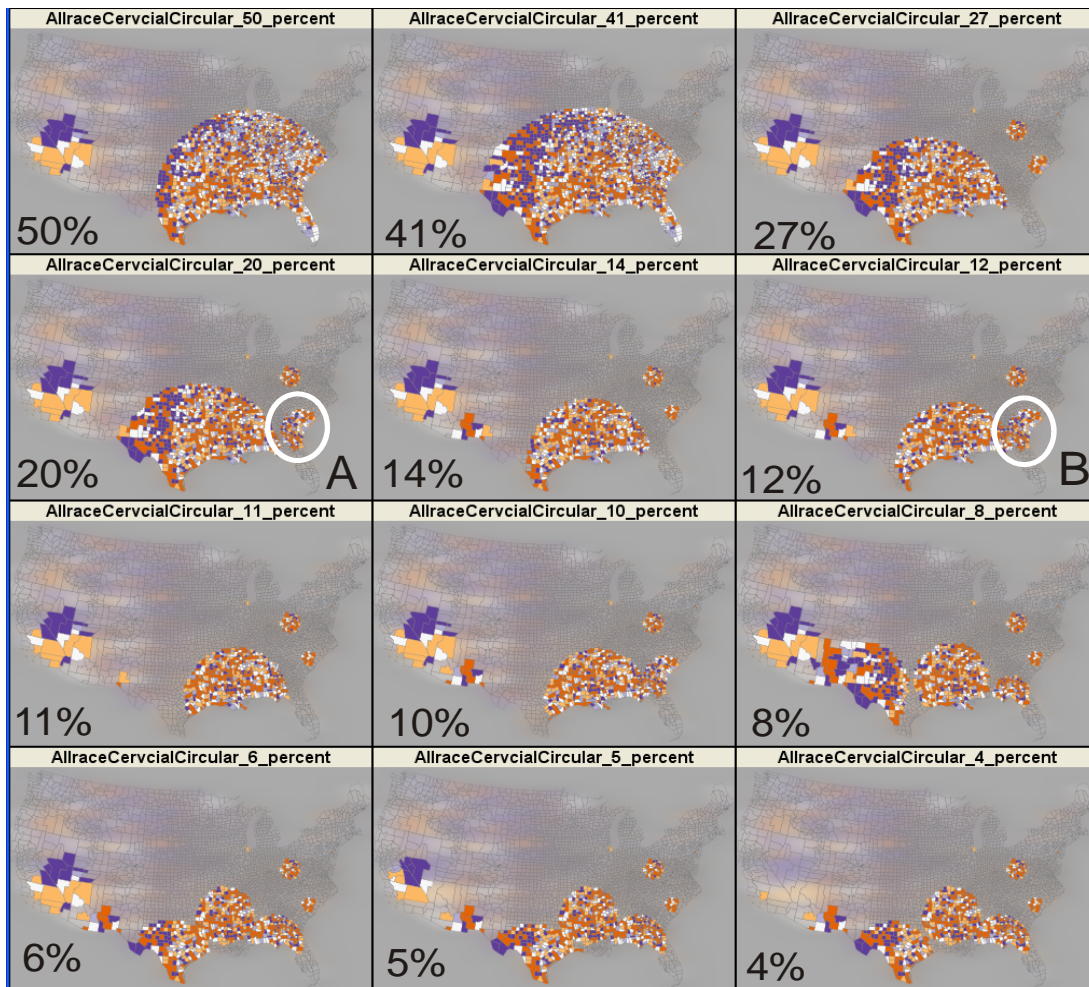 AllraceCervcialCircular_50_percent
AllraceCervcialCircular_41_percent
AllraceCervcialCircular_27_percent
50%
41%
27%
AllraceCervcialCircular_20_percent
AllraceCervcialCircular_14_percent
AllraceCervcialCircular_12_percent
20%
A
14%
12%
B
AllraceCervcialCircular_11_percent
AllraceCervcialCircular_10_percent
AllraceCervcialCircular_8_percent
11%
10%
8%
AllraceCervcialCircular_6_percent
AllraceCervcialCircular_5_percent
AllraceCervcialCircular_4_percent
6%
5%
4%